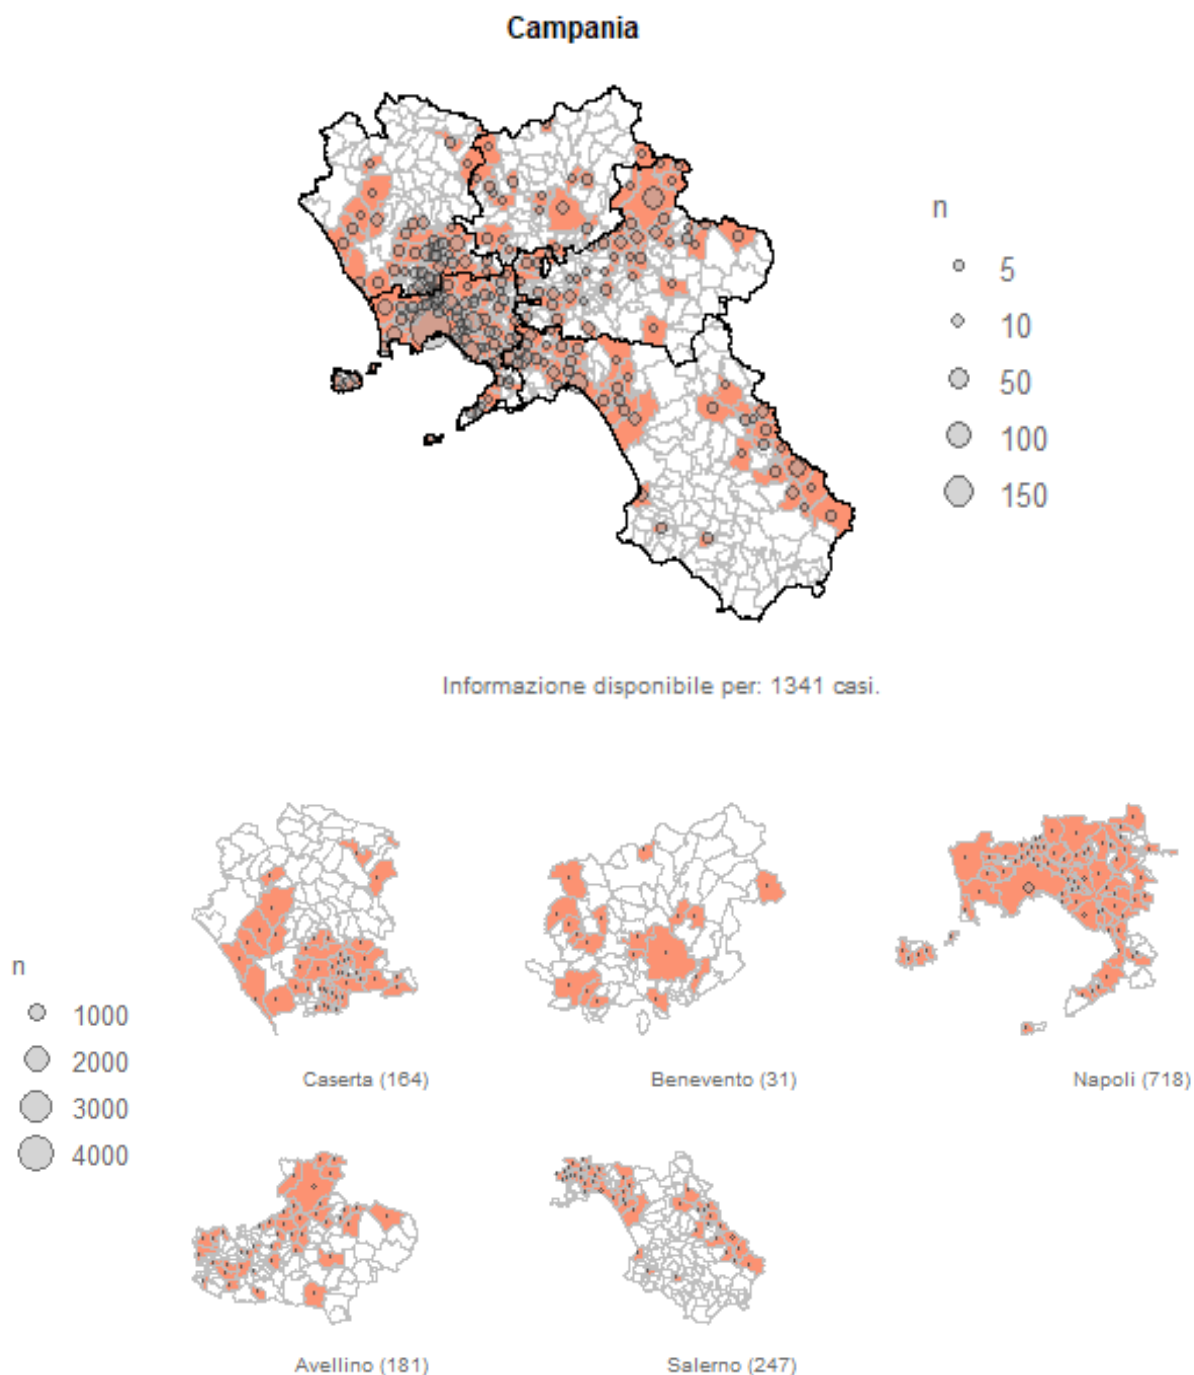 Campania
n
5
10
50
100
150
Informazione disponibile per: 1341 casi.
n
1000
2000
3000
4000
Caserta (164)
Benevento (31)
Napoli (718)
Avellino (181)
Salerno (247)